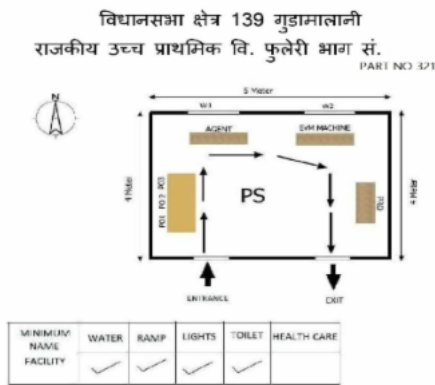 विधानसभा क्षेत्र 139 गुडामालानी
राजकीय उच्च प्राथमिक वि. फुलेरी भाग सं.
PART NO 321
N
5 Meter
W1
W2
AGENT
EVM MACHINE
4 Meter
PO1 PO2 PO3
PS
PRO
4 Meter
ENTRANCE
EXIT
MINIMUM NAME FACILITY
WATER
RAMP
LIGHTS
TOILET
HEALTH CARE